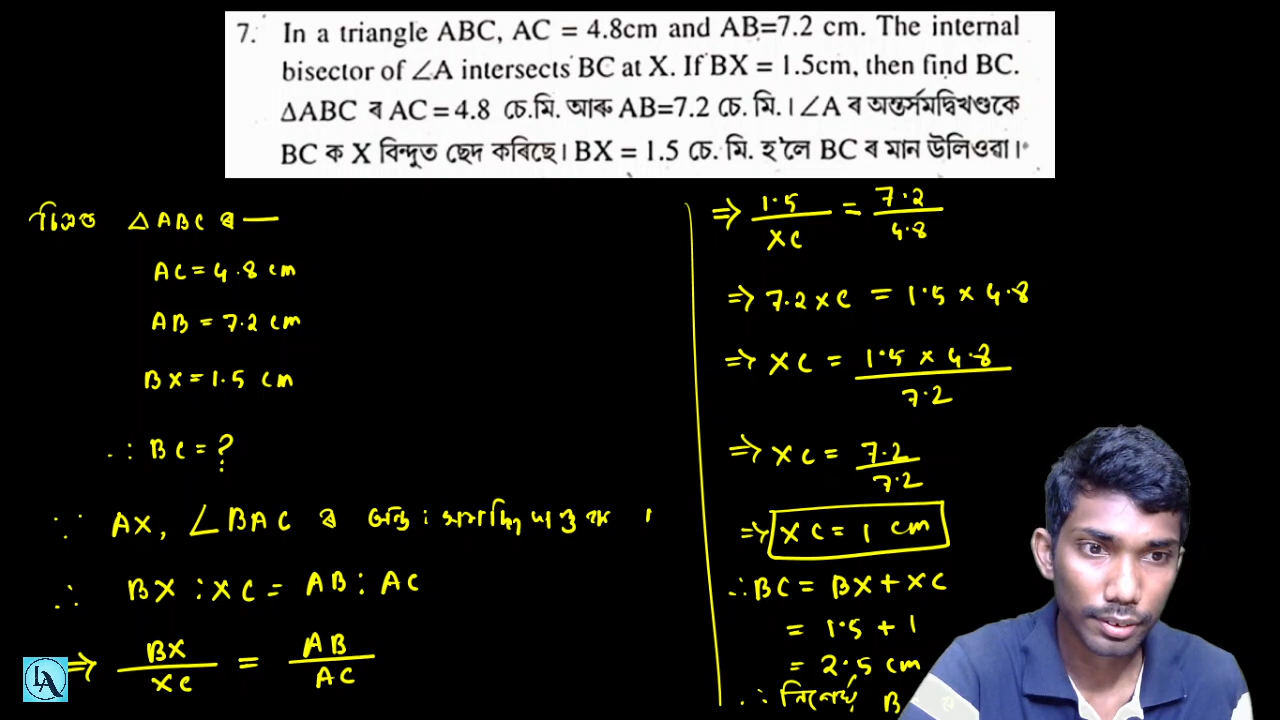 7. In a triangle ABC, AC = 4.8cm and AB=7.2 cm. The internal
bisector of ∠A intersects BC at X. If BX = 1.5cm, then find BC.
ΔABC ৰ AC = 4.8 চে.মি. আৰু AB=7.2 চে. মি.। ∠A ৰ অন্তৰ্সমদ্বিখণ্ডকে
BC ক X বিন্দুত ছেদ কৰিছে। BX = 1.5 চে. মি. হ'লে BC ৰ মান উলিওৱা।
△ABC ৰ —
AC = 4.8 cm
AB = 7.2 cm
BX = 1.5 cm
∴ BC = ?
∵ AX, ∠BAC ৰ
∴ BX : XC = AB : AC
⇒ BX/XC = AB/AC
⇒ 1.5/XC = 7.2/4.8
⇒ 7.2 XC = 1.5 × 4.8
⇒ XC = 1.5 × 4.8/7.2
⇒ XC = 7.2/7.2
⇒ XC = 1 cm
∴ BC = BX + XC
= 1.5 + 1
= 2.5 cm
∴ নিৰ্ণেয় B
LA